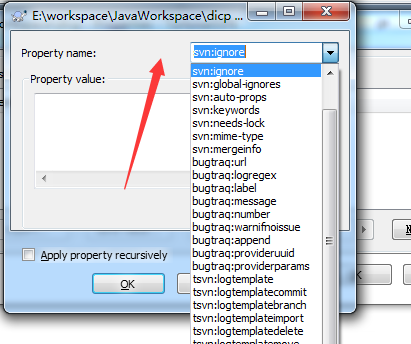 E:\workspace\JavaWorkspace\dicp
Property name:
svn:ignore
svn:ignore
Property value:
svn:global-ignores
svn:auto-props
svn:keywords
svn:needs-lock
svn:mime-type
svn:mergeinfo
bugtraq:url
bugtraq:logregex
bugtraq:label
bugtraq:message
bugtraq:number
bugtraq:warnifnoissue
bugtraq:append
bugtraq:provideruuid
bugtraq:providerparams
Apply property recursively
tsvn:logtemplate
OK
tsvn:logtemplatecommit
tsvn:logtemplatebranch
tsvn:logtemplateimport
tsvn:logtemplatedelete